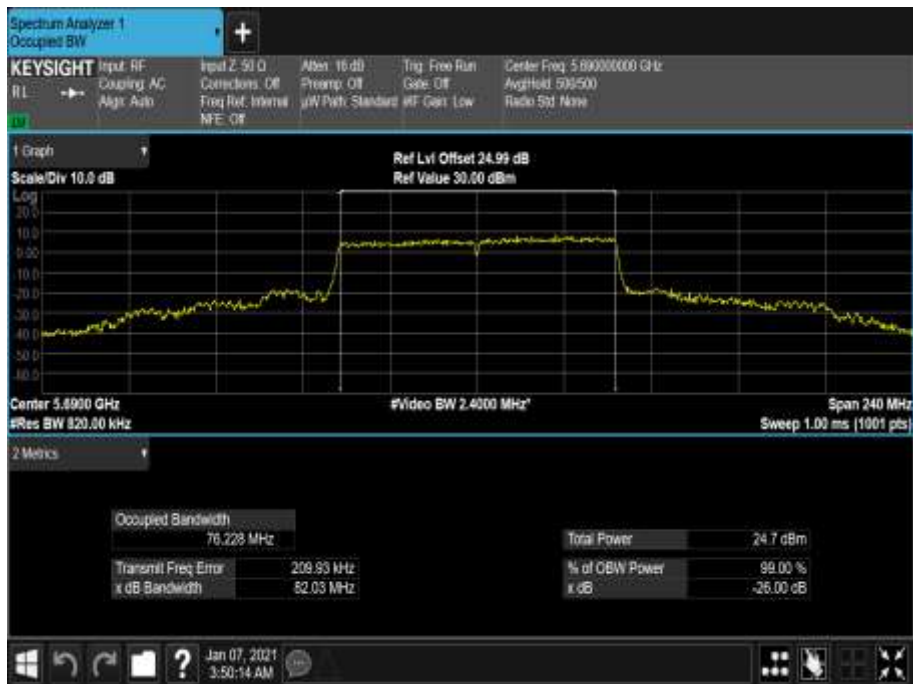 Spectrum Analyzer 1
Occupied BW
KEYSIGHT Input: RF Input Z: 50 Ω Atten: 16 dB Trig: Free Run Center Freq: 5.690000000 GHz
RL Coupling: AC Corrections: Off Preamp: Off Gate: Off Avg|Hold: 500/500
Align: Auto Freq Ref: Internal µW Path: Standard #IF Gain: Low Radio Std: None
NFE: Off
1 Graph
Ref Lvl Offset 24.99 dB
Scale/Div 10.0 dB Ref Value 30.00 dBm
Log
20.0
10.0
0.00
-10.0
-20.0
-30.0
-40.0
-50.0
-60.0
Center 5.6900 GHz #Video BW 2.4000 MHz* Span 240 MHz
#Res BW 820.00 kHz Sweep 1.00 ms (1001 pts)
2 Metrics
Occupied Bandwidth
76.228 MHz Total Power 24.7 dBm
Transmit Freq Error 209.93 kHz % of OBW Power 99.00 %
x dB Bandwidth 82.03 MHz x dB -26.00 dB
? Jan 07, 2021
3:50:14 AM